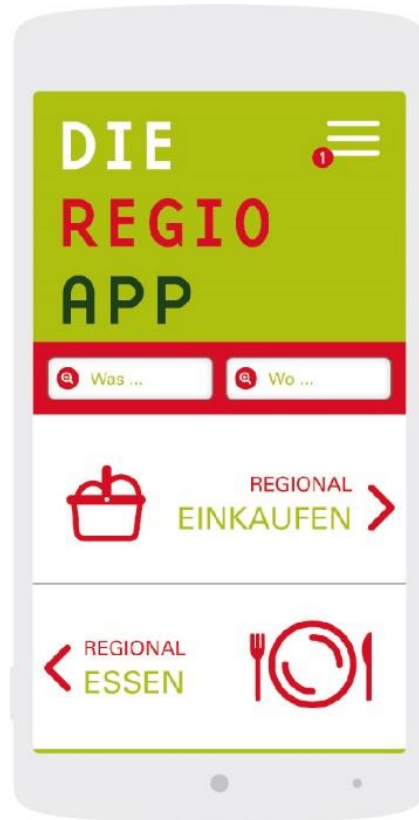 DIE
1
REGIO
APP
Was ...
Wo ...
REGIONAL
EINKAUFEN
REGIONAL
ESSEN